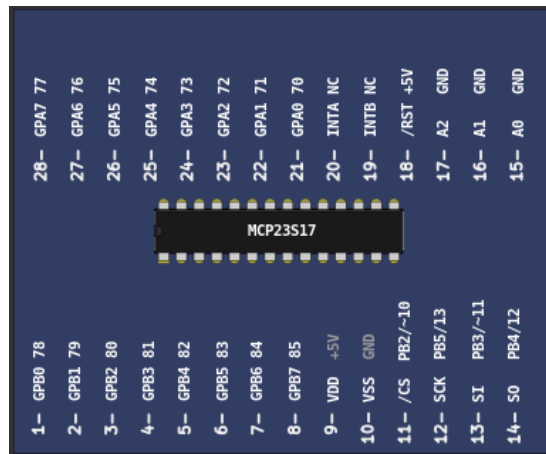 28– GPA7 77
27– GPA6 76
26– GPA5 75
25– GPA4 74
24– GPA3 73
23– GPA2 72
22– GPA1 71
21– GPA0 70
20– INTA NC
19– INTB NC
18– /RST +5V
17– A2 GND
16– A1 GND
15– A0 GND
MCP23S17
1– GPB0 78
2– GPB1 79
3– GPB2 80
4– GPB3 81
5– GPB4 82
6– GPB5 83
7– GPB6 84
8– GPB7 85
9– VDD +5V
10– VSS GND
11– /CS PB2/~10
12– SCK PB5/13
13– SI PB3/~11
14– SO PB4/12